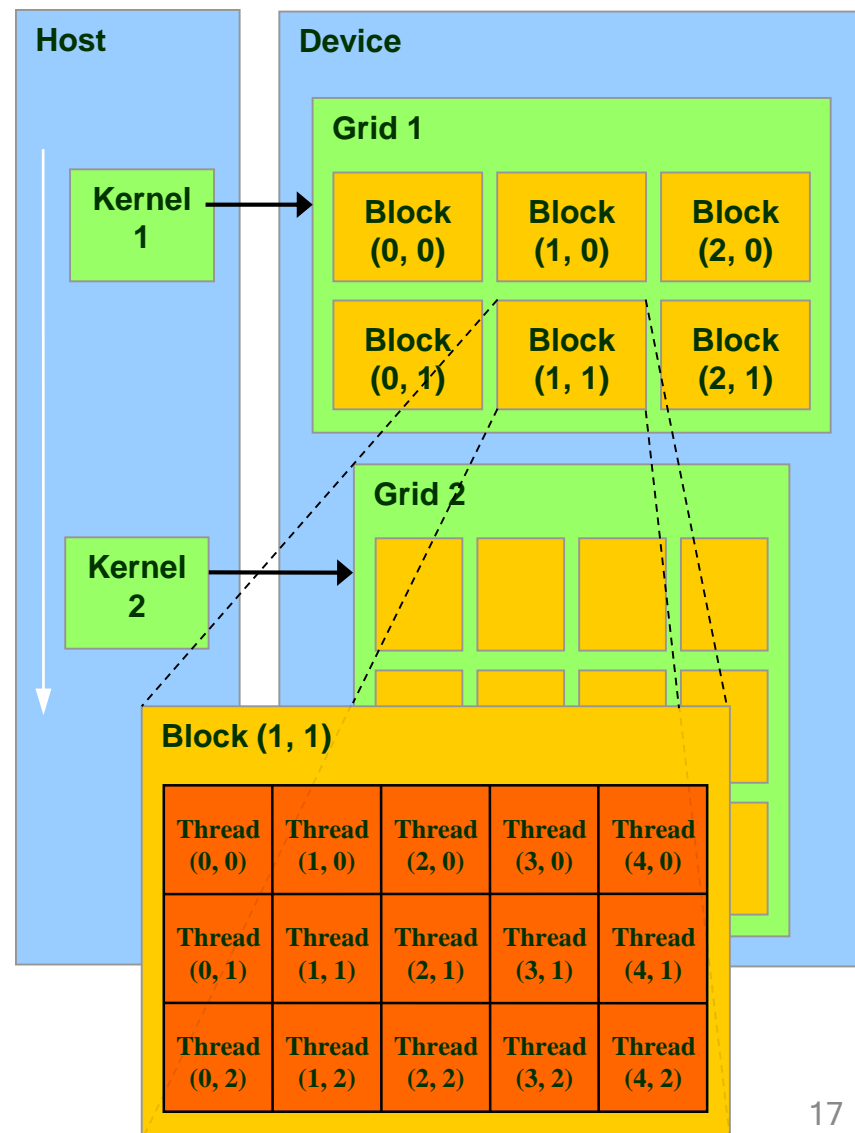 Host
Device
Grid 1
Kernel
1
Block
(0, 0)
Block
(1, 0)
Block
(2, 0)
Block
(0, 1)
Block
(1, 1)
Block
(2, 1)
Grid 2
Kernel
2
Block (1, 1)
Thread
(0, 0)
Thread
(1, 0)
Thread
(2, 0)
Thread
(3, 0)
Thread
(4, 0)
Thread
(0, 1)
Thread
(1, 1)
Thread
(2, 1)
Thread
(3, 1)
Thread
(4, 1)
Thread
(0, 2)
Thread
(1, 2)
Thread
(2, 2)
Thread
(3, 2)
Thread
(4, 2)
17